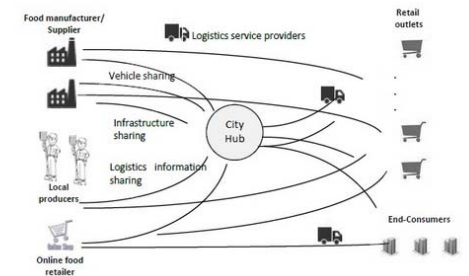 Food manufacturer/
Supplier
Logistics service providers
Retail
outlets
Vehicle sharing
Infrastructure
sharing
City
Hub
Logistics information
sharing
Local
producers
End-Consumers
Online food
retailer